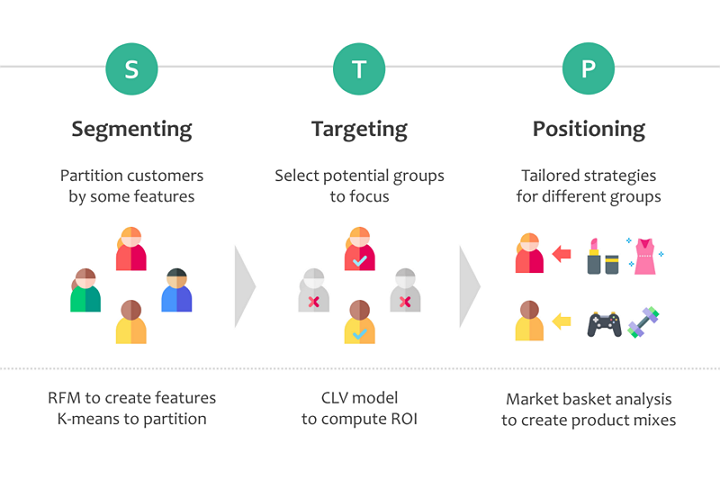 S
T
P
Segmenting
Targeting
Positioning
Partition customers
by some features
Select potential groups
to focus
Tailored strategies
for different groups
RFM to create features
K-means to partition
CLV model
to compute ROI
Market basket analysis
to create product mixes